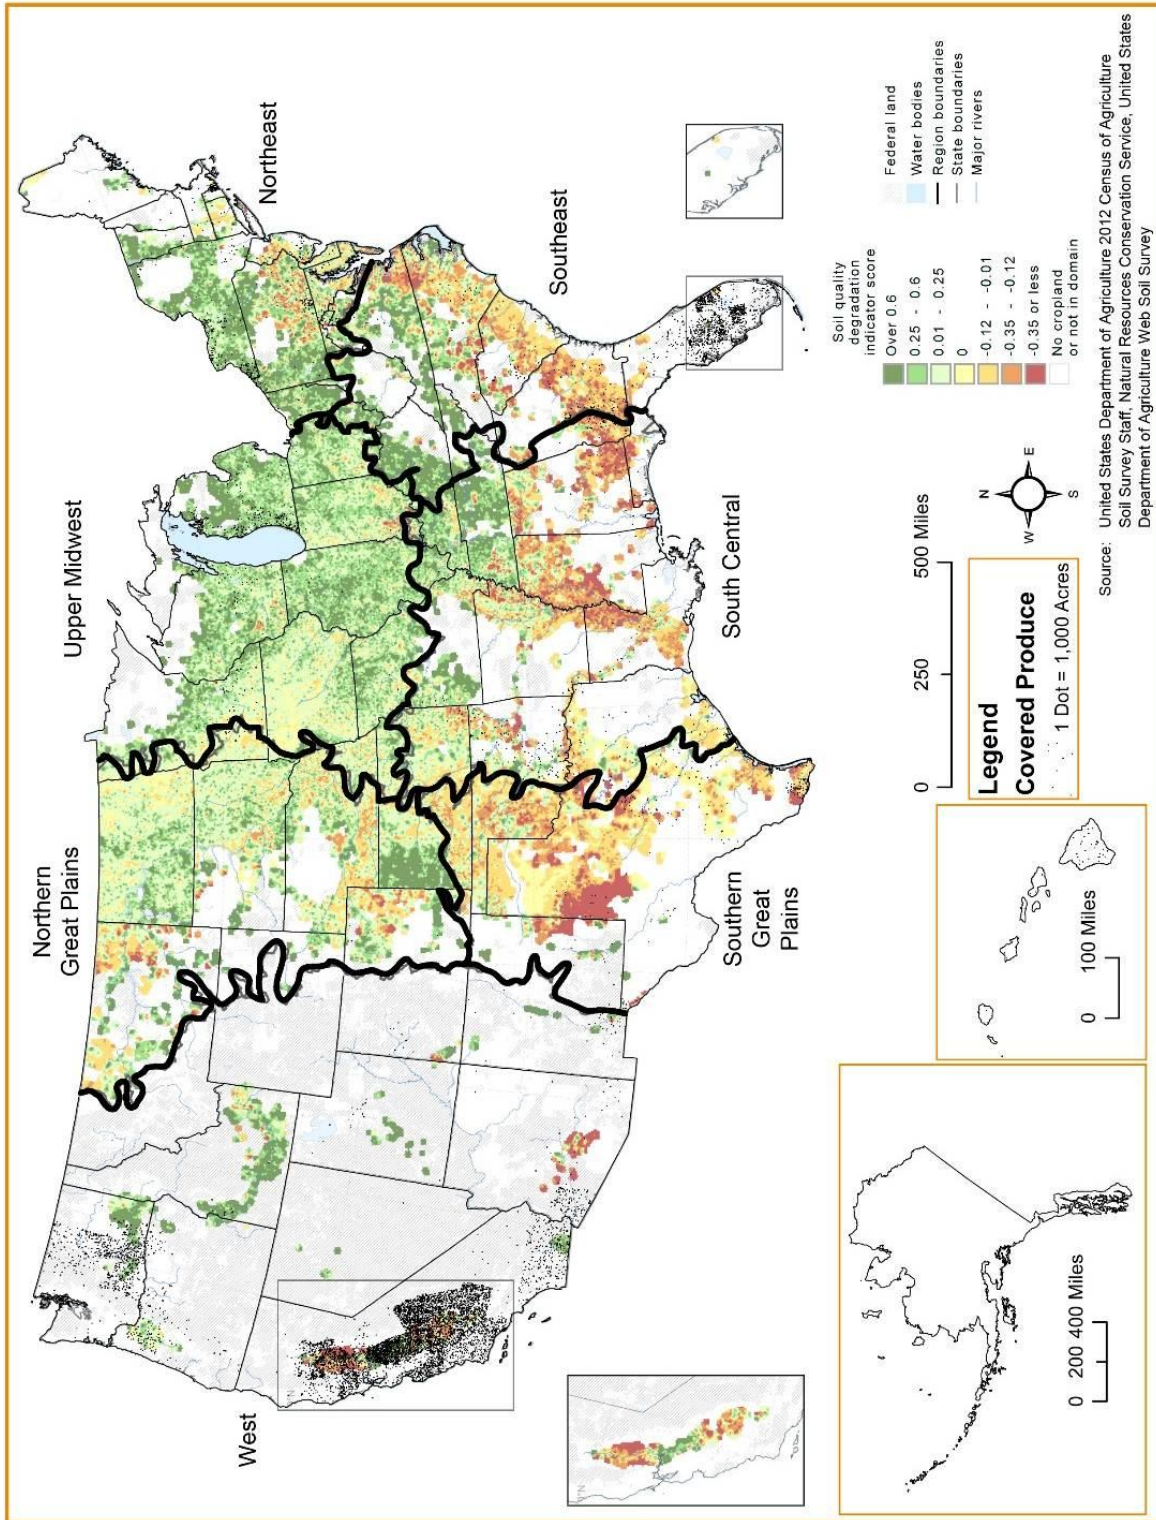 Northeast
Upper Midwest
Northern
Great Plains
West
Southeast
South Central
Southern
Great
Plains
Soil quality
degradation
indicator score
Over 0.6
0.25 - 0.6
0.01 - 0.25
0
-0.12 - -0.01
-0.35 - -0.12
-0.35 or less
No cropland
or not in domain
Federal land
Water bodies
Region boundaries
State boundaries
Major rivers
N
W
E
S
0
250
500 Miles
Legend
Covered Produce
1 Dot = 1,000 Acres
0
100 Miles
0 200 400 Miles
Source: United States Department of Agriculture 2012 Census of Agriculture
Soil Survey Staff, Natural Resources Conservation Service, United States
Department of Agriculture Web Soil Survey